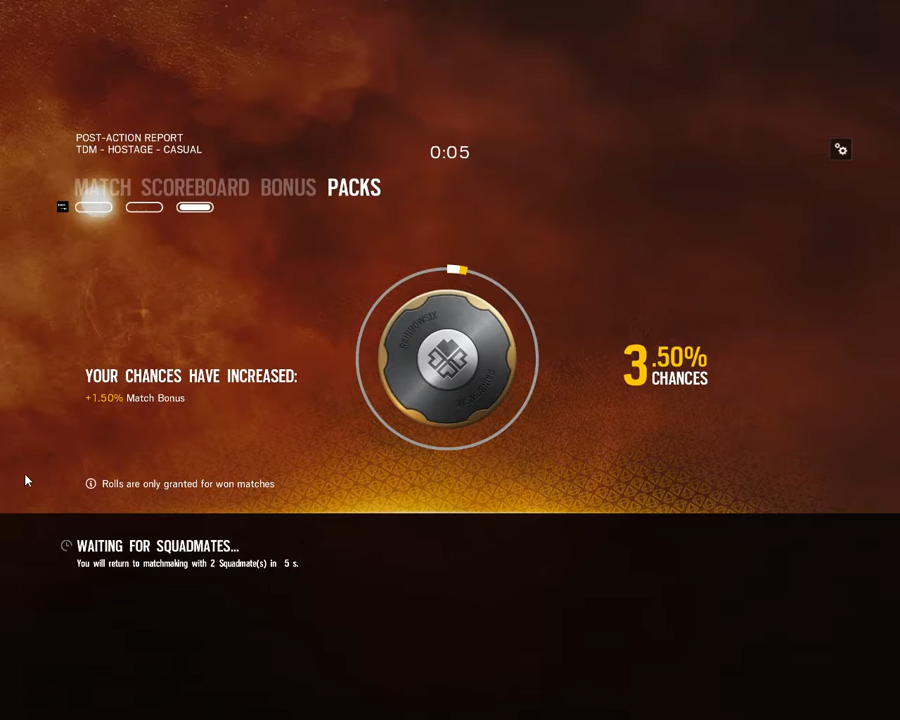 POST-ACTION REPORT
TDM - HOSTAGE - CASUAL
0:05
MATCH SCOREBOARD BONUS PACKS
RAINBOWSIX
YOUR CHANCES HAVE INCREASED:
+1.50% Match Bonus
3.50%
CHANCES
Rolls are only granted for won matches
WAITING FOR SQUADMATES...
You will return to matchmaking with 2 Squadmate(s) in 5 s.